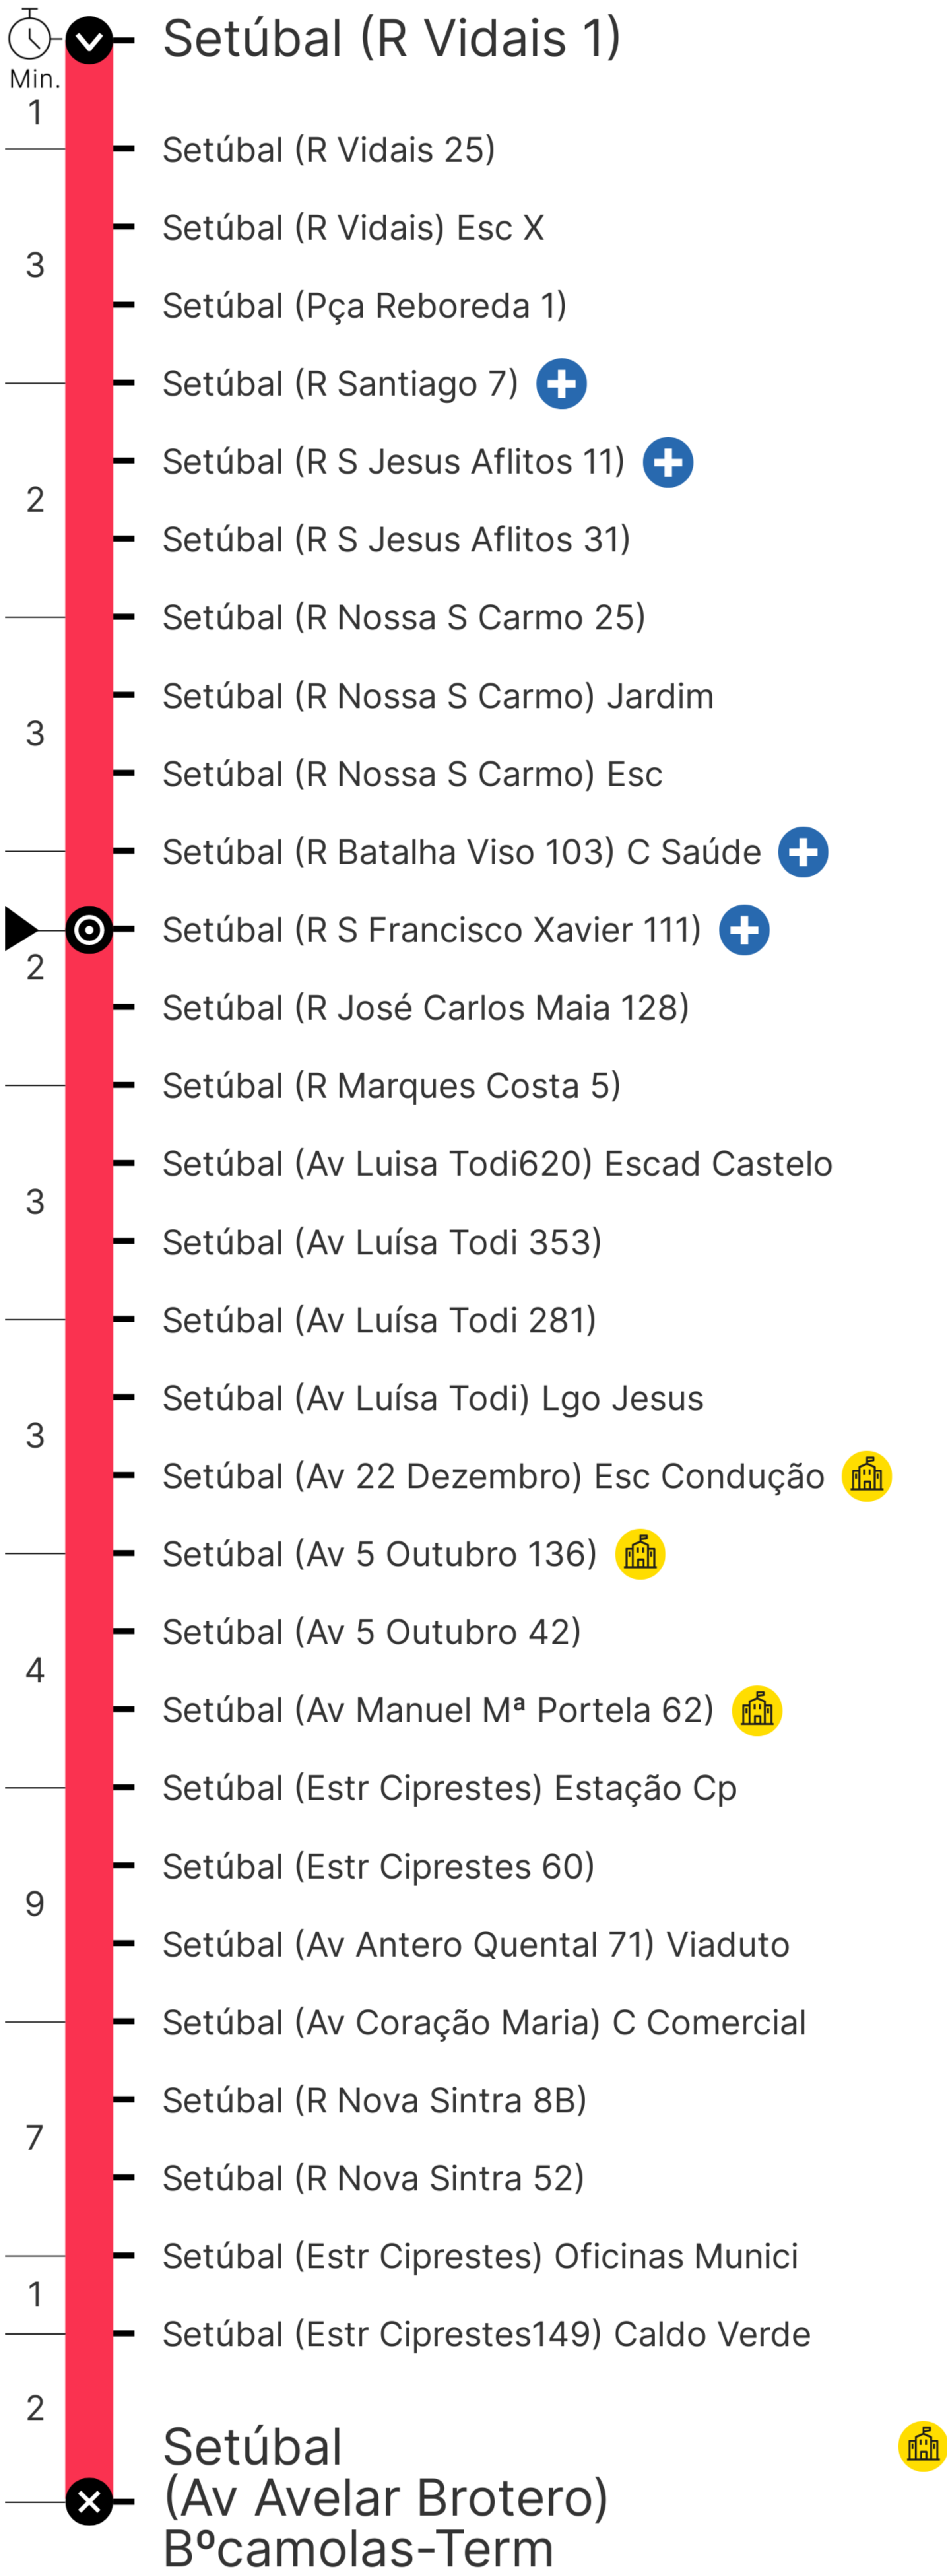 Setúbal (R Vidais 1)
Min.
1
Setúbal (R Vidais 25)
Setúbal (R Vidais) Esc X
3
Setúbal (Pça Reboreda 1)
Setúbal (R Santiago 7)
Setúbal (R S Jesus Aflitos 11)
2
Setúbal (R S Jesus Aflitos 31)
Setúbal (R Nossa S Carmo 25)
Setúbal (R Nossa S Carmo) Jardim
3
Setúbal (R Nossa S Carmo) Esc
Setúbal (R Batalha Viso 103) C Saúde
Setúbal (R S Francisco Xavier 111)
2
Setúbal (R José Carlos Maia 128)
Setúbal (R Marques Costa 5)
Setúbal (Av Luisa Todi620) Escad Castelo
3
Setúbal (Av Luísa Todi 353)
Setúbal (Av Luísa Todi 281)
Setúbal (Av Luísa Todi) Lgo Jesus
3
Setúbal (Av 22 Dezembro) Esc Condução
Setúbal (Av 5 Outubro 136)
Setúbal (Av 5 Outubro 42)
4
Setúbal (Av Manuel Mª Portela 62)
Setúbal (Estr Ciprestes) Estação Cp
Setúbal (Estr Ciprestes 60)
9
Setúbal (Av Antero Quental 71) Viaduto
Setúbal (Av Coração Maria) C Comercial
Setúbal (R Nova Sintra 8B)
7
Setúbal (R Nova Sintra 52)
Setúbal (Estr Ciprestes) Oficinas Munici
1
Setúbal (Estr Ciprestes149) Caldo Verde
2
Setúbal
(Av Avelar Brotero)
Bºcamolas-Term